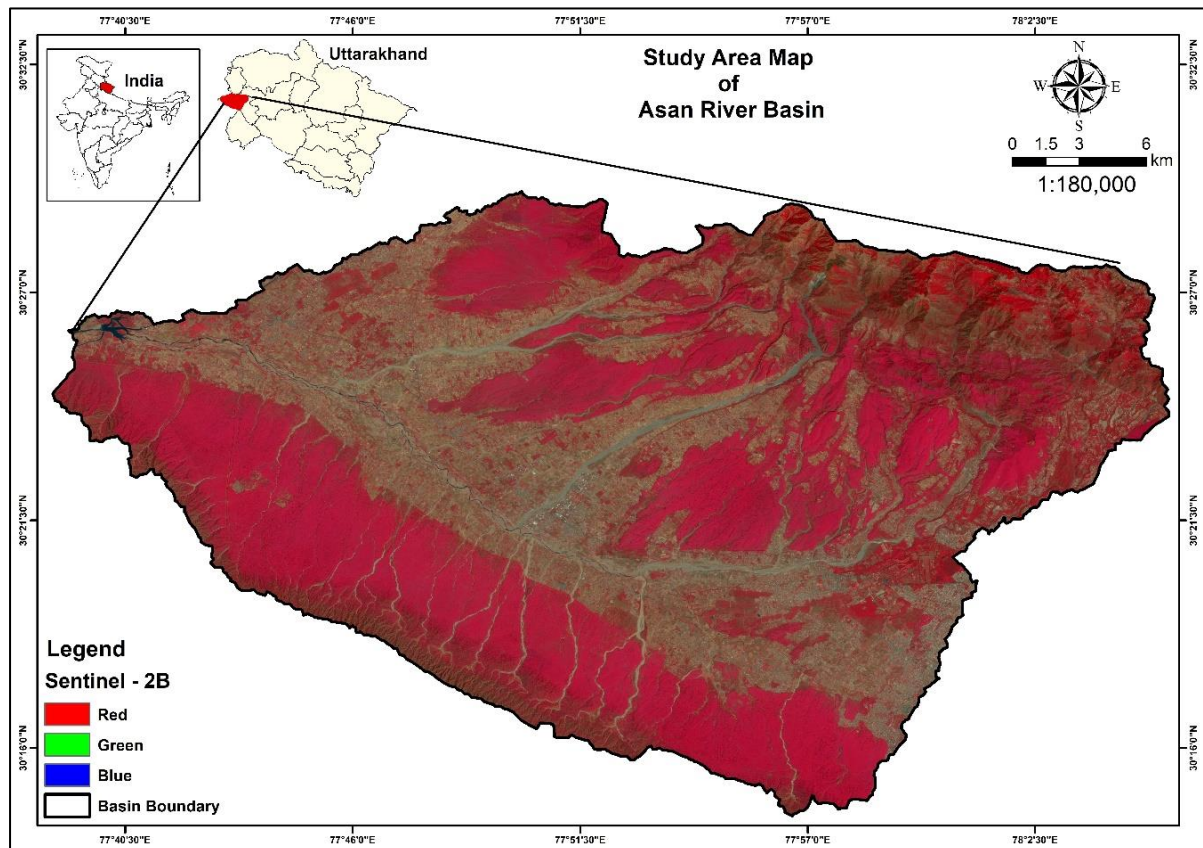 77°40'30"E 77°46'0"E 77°51'30"E 77°57'0"E 78°2'30"E
30°32'30"N
30°27'0"N
30°21'30"N
30°16'0"N
India
Uttarakhand
Study Area Map
of
Asan River Basin
N
W E
S
0 1.5 3 6
km
1:180,000
30°32'30"N
30°27'0"N
30°21'30"N
30°16'0"N
Legend
Sentinel - 2B
Red
Green
Blue
Basin Boundary
77°40'30"E 77°46'0"E 77°51'30"E 77°57'0"E 78°2'30"E